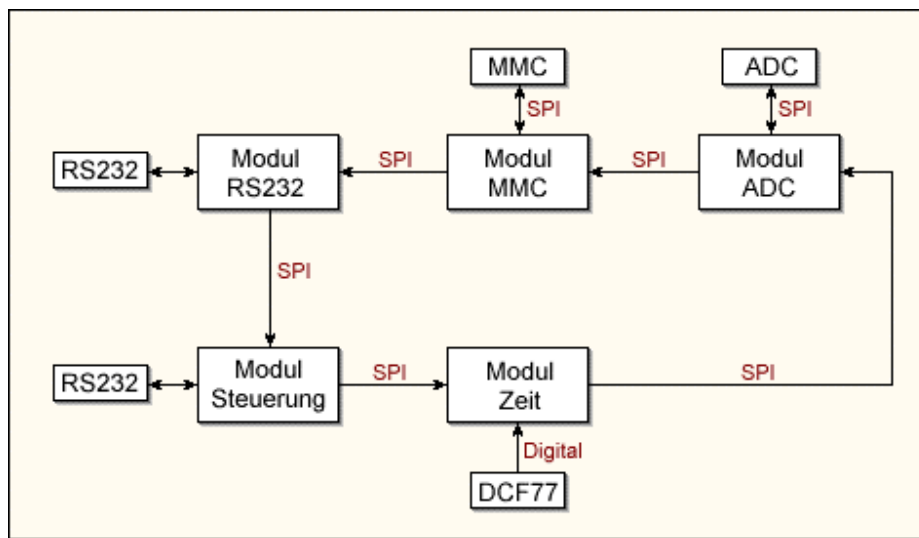 MMC
ADC
SPI
SPI
RS232
Modul
RS232
SPI
Modul
MMC
SPI
Modul
ADC
SPI
RS232
Modul
Steuerung
SPI
Modul
Zeit
SPI
Digital
DCF77